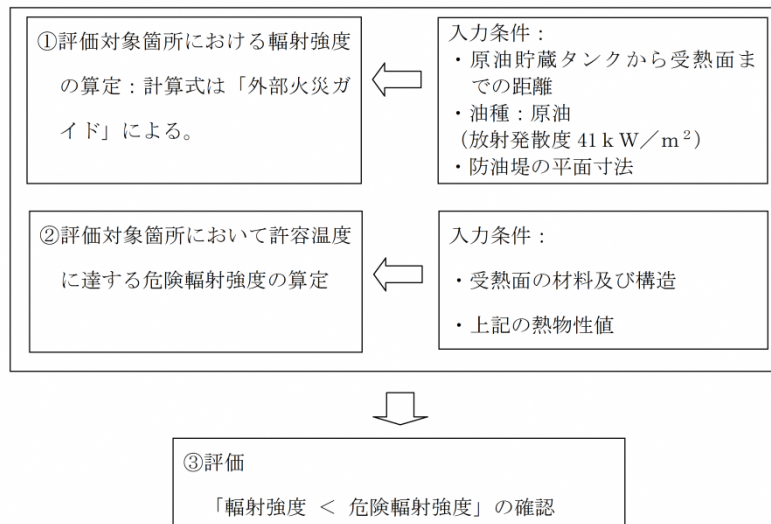 ①評価対象箇所における輻射強度
の算定：計算式は「外部火災ガ
イド」による。
入力条件：
・原油貯蔵タンクから受熱面ま
での距離
・油種：原油
（放射発散度 41ｋＷ／ｍ²）
・防油堤の平面寸法
②評価対象箇所において許容温度
に達する危険輻射強度の算定
入力条件：
・受熱面の材料及び構造
・上記の熱物性値
③評価
「輻射強度 ＜ 危険輻射強度」の確認